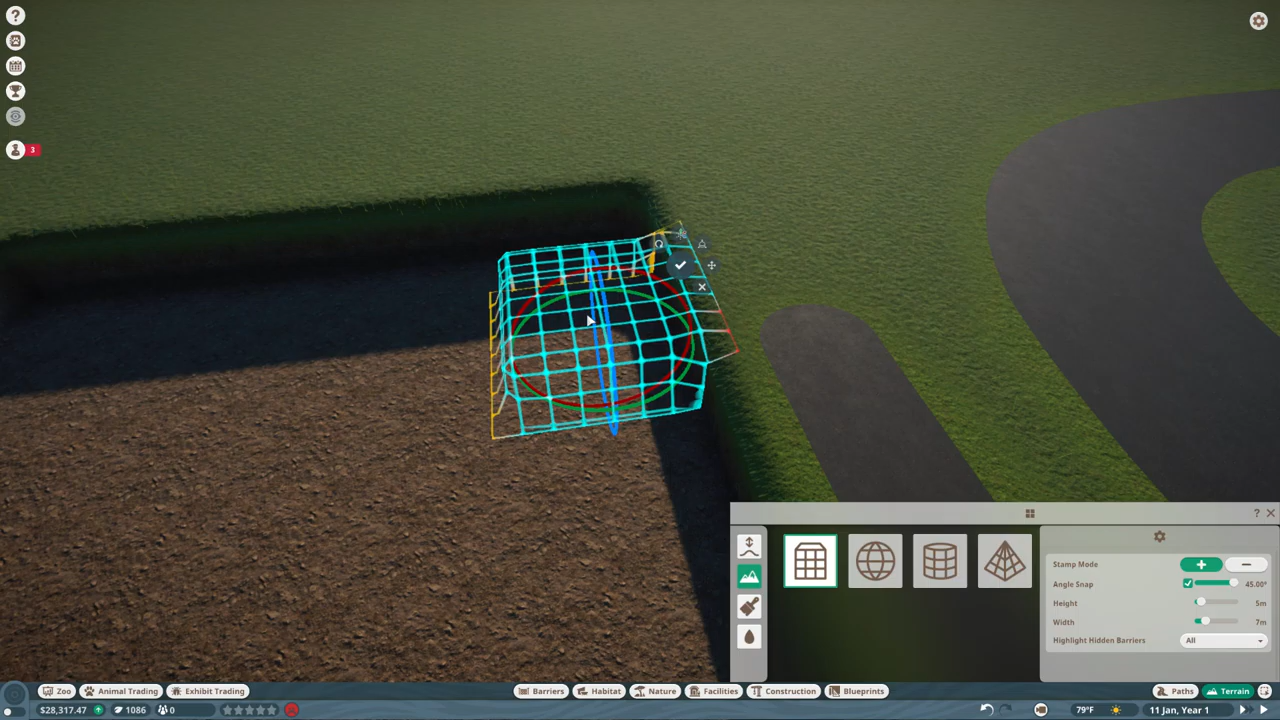 ?
3
?
Stamp Mode
Angle Snap 45.00°
Height 5m
Width 7m
Highlight Hidden Barriers All
Zoo Animal Trading Exhibit Trading Barriers Habitat Nature Facilities Construction Blueprints Paths Terrain
$28,317.47 1086 0 79°F 11 Jan, Year 1